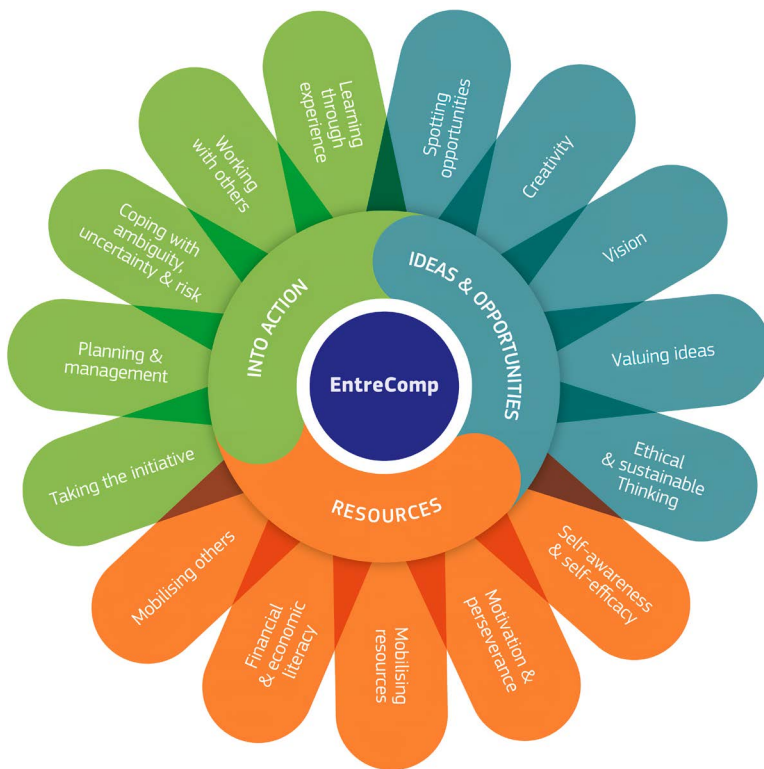 EntreComp
IDEAS & OPPORTUNITIES
Spotting
opportunities
Creativity
Vision
Valuing ideas
Ethical
& sustainable
Thinking
RESOURCES
Self-awareness
& self-efficacy
Motivation &
perseverance
Mobilising
resources
Financial
& economic
literacy
Mobilising others
INTO ACTION
Taking the initiative
Planning &
management
Coping with
ambiguity,
uncertainty & risk
Working
with others
Learning
through
experience